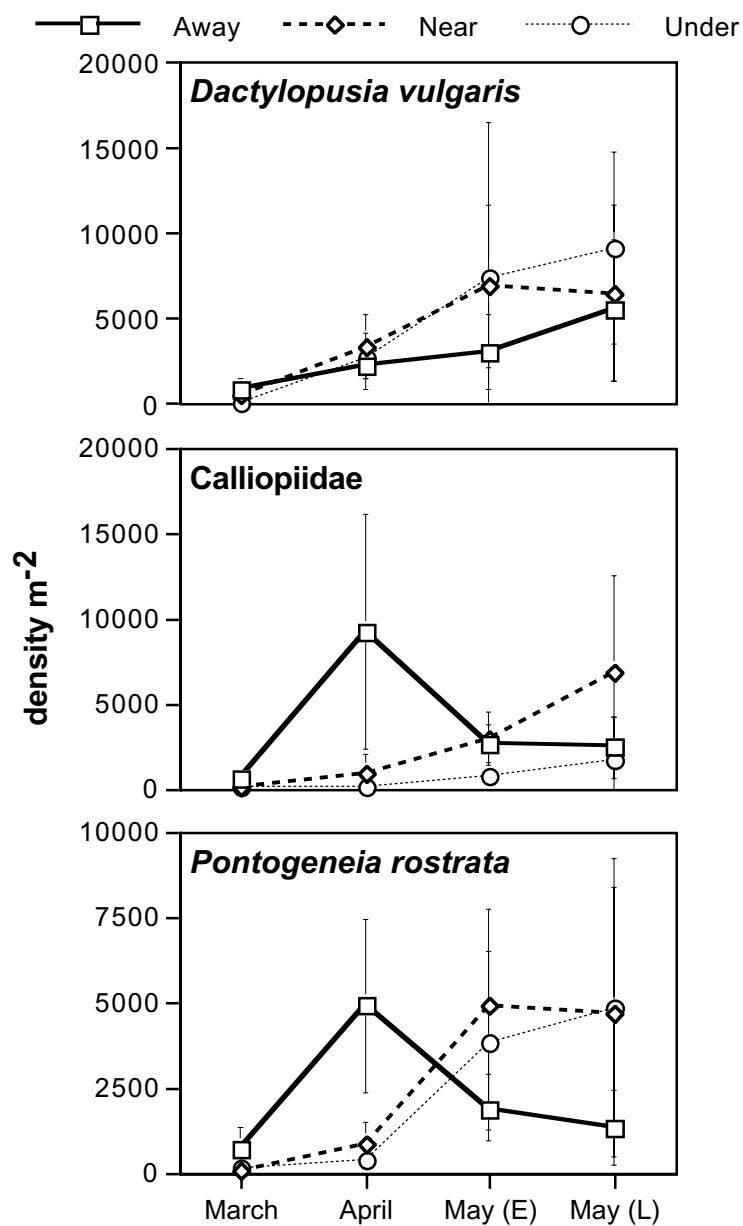 Away Near Under
20000
Dactylopusia vulgaris
15000
10000
5000
0
20000
Calliopiidae
15000
10000
5000
0
density m-2
10000
Pontogeneia rostrata
7500
5000
2500
0
March April May (E) May (L)